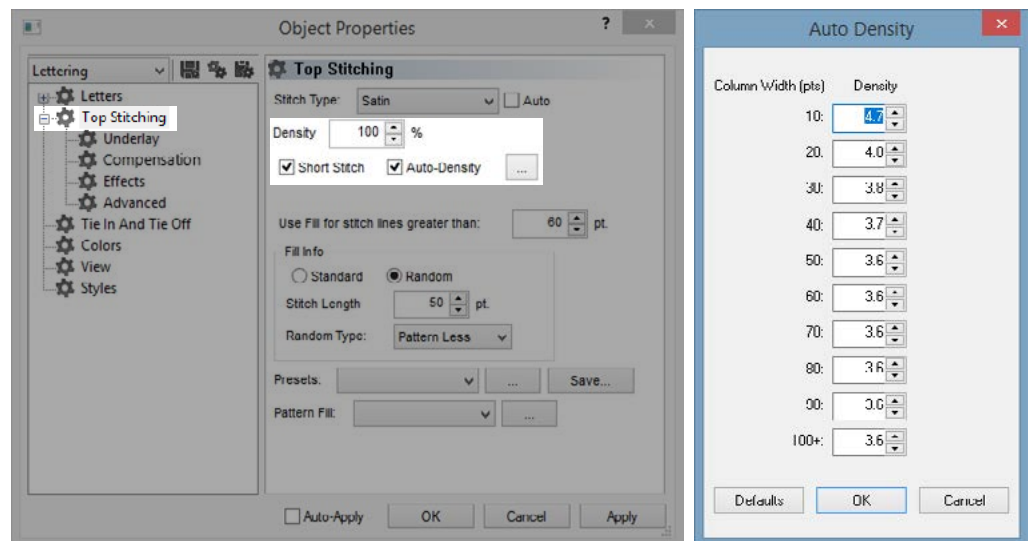 Object Properties
?
×
Lettering
Letters
Top Stitching
Underlay
Compensation
Effects
Advanced
Tie In And Tie Off
Colors
View
Styles
Top Stitching
Stitch Type: Satin Auto
Density 100 %
Short Stitch Auto-Density ...
Use Fill for stitch lines greater than: 60 pt.
Fill Info
Standard Random
Stitch Length 50 pt.
Random Type: Pattern Less
Presets: ... Save...
Pattern Fill: ...
Auto-Apply OK Cancel Apply
Auto Density
×
Column Width (pts) Density
10: 4.7
20: 4.0
30: 3.8
40: 3.7
50: 3.6
60: 3.6
70: 3.6
80: 3.6
90: 3.6
100+: 3.6
Defaults OK Cancel